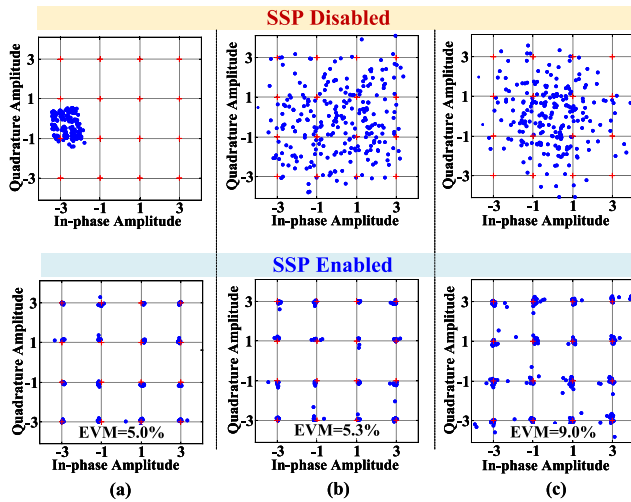 SSP Disabled
Quadrature Amplitude
3
1
-1
-3
-3 -1 1 3
In-phase Amplitude
Quadrature Amplitude
3
1
-1
-3
-3 -1 1 3
In-phase Amplitude
Quadrature Amplitude
3
1
-1
-3
-3 -1 1 3
In-phase Amplitude
SSP Enabled
Quadrature Amplitude
3
1
-1
-3
EVM=5.0%
-3 -1 1 3
In-phase Amplitude
(a)
Quadrature Amplitude
3
1
-1
-3
EVM=5.3%
-3 -1 1 3
In-phase Amplitude
(b)
Quadrature Amplitude
3
1
-1
-3
EVM=9.0%
-3 -1 1 3
In-phase Amplitude
(c)